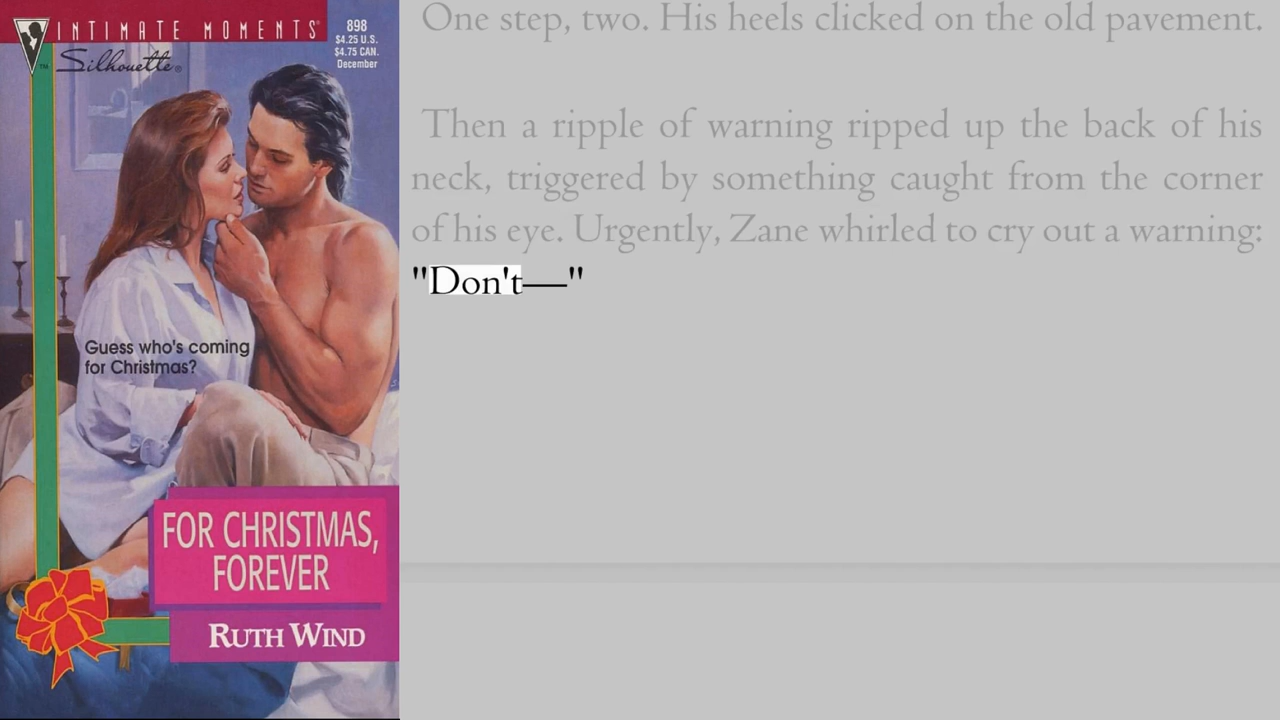 INTIMATE MOMENTS®
Silhouette®
TM
898
$4.25 U.S.
$4.75 CAN.
December
Guess who's coming
for Christmas?
FOR CHRISTMAS,
FOREVER
RUTH WIND
One step, two. His heels clicked on the old pavement.
Then a ripple of warning ripped up the back of his
neck, triggered by something caught from the corner
of his eye. Urgently, Zane whirled to cry out a warning:
"Don't—"